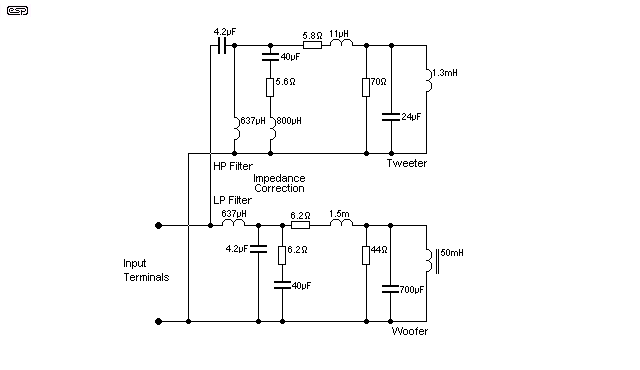 esp
4.2µF
5.8Ω
11µH
40µF
1.3mH
5.6Ω
70Ω
637µH
800µH
24µF
HP Filter
Tweeter
Impedance
Correction
LP Filter
637µH
6.2Ω
1.5m
4.2µF
6.2Ω
44Ω
50mH
Input
Terminals
40µF
700µF
Woofer